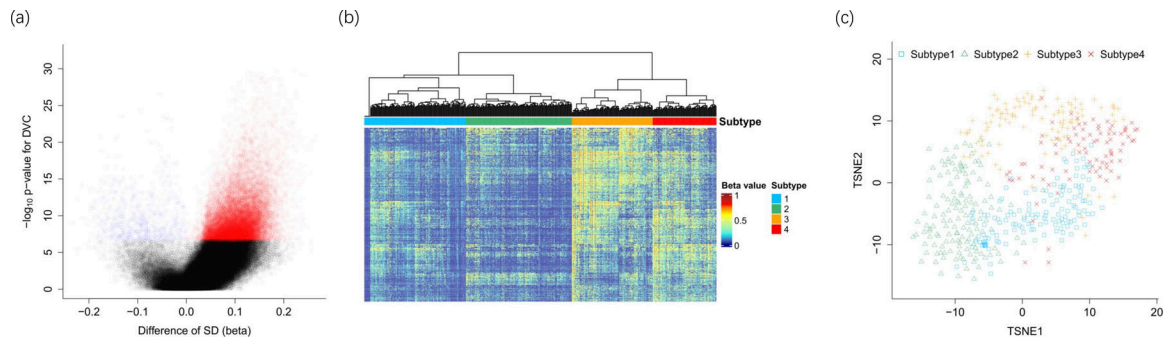 (a)
−log10 p−value for DVC
30
25
20
15
10
5
0
−0.2 −0.1 0.0 0.1 0.2
Difference of SD (beta)
(b)
Subtype
Beta value
1
0.5
0
Subtype
1
2
3
4
(c)
Subtype1 Subtype2 Subtype3 Subtype4
TSNE2
20
10
0
−10
−10 0 10 20
TSNE1